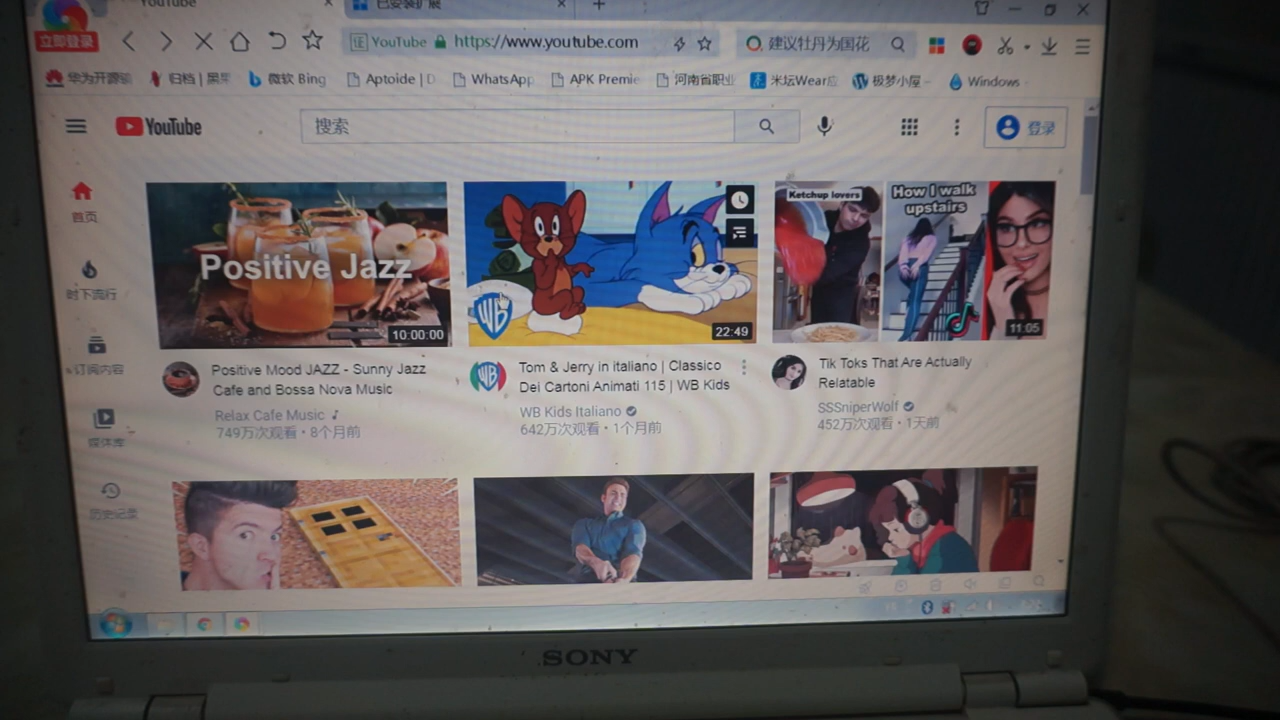 YouTube
已安装扩展
立即登录
证 YouTube https://www.youtube.com
建议牡丹为国花
华为开源
归档 | 黑
微软 Bing
Aptoide | D
WhatsApp
APK Premie
河南省职业
米坛Wear应
极梦小屋 -
Windows
YouTube
搜索
登录
首页
时下流行
订阅内容
媒体库
历史记录
Positive Jazz
10:00:00
WB
22:49
Ketchup lovers
How I walk
upstairs
11:05
Positive Mood JAZZ - Sunny Jazz
Cafe and Bossa Nova Music
Relax Cafe Music
749万次观看 • 8个月前
WB
Tom & Jerry in italiano | Classico
Dei Cartoni Animati 115 | WB Kids
WB Kids Italiano
642万次观看 • 1个月前
Tik Toks That Are Actually
Relatable
SSSniperWolf
452万次观看 • 1天前
SONY